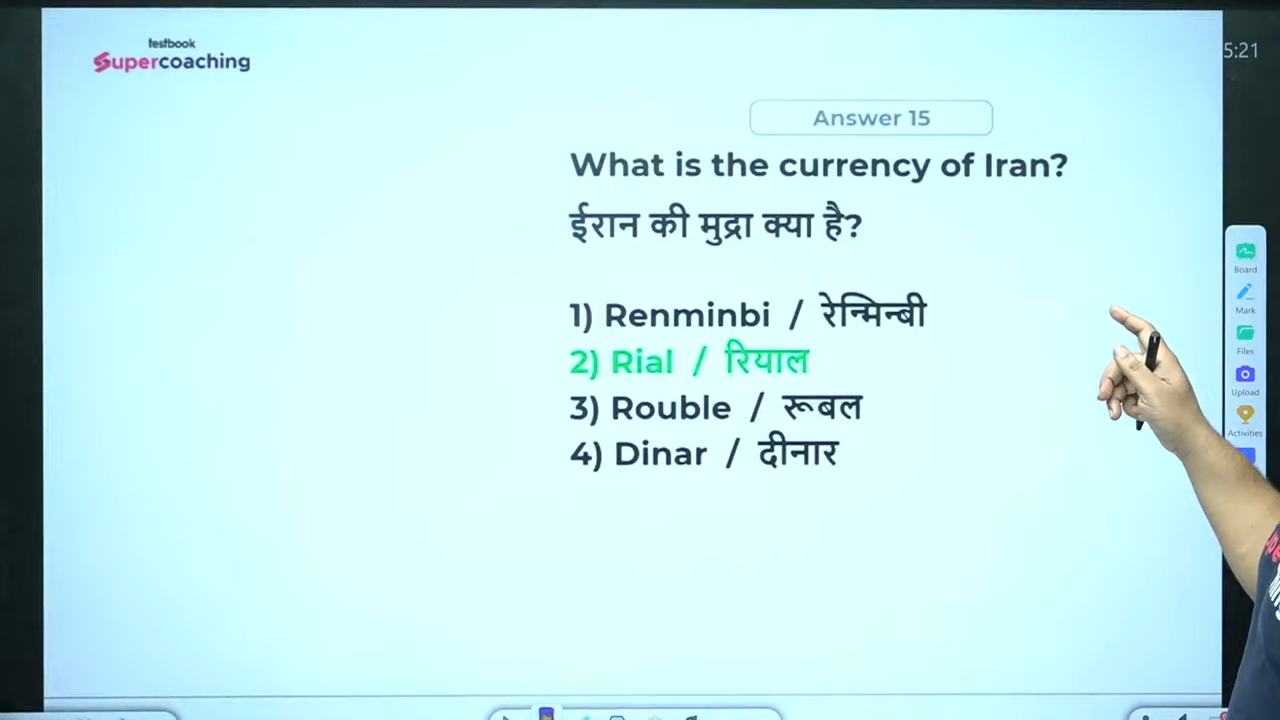 testbook
Supercoaching
5:21
Answer 15
What is the currency of Iran?
ईरान की मुद्रा क्या है?
1) Renminbi / रेन्मिन्बी
2) Rial / रियाल
3) Rouble / रूबल
4) Dinar / दीनार
Board
Mark
Files
Upload
Activities